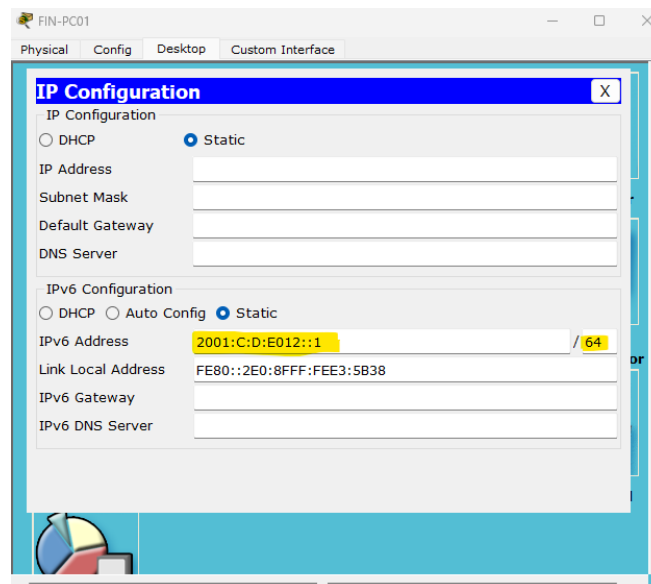 FIN-PC01
Physical Config Desktop Custom Interface
IP Configuration X
IP Configuration
DHCP Static
IP Address
Subnet Mask
Default Gateway
DNS Server
IPv6 Configuration
DHCP Auto Config Static
IPv6 Address 2001:C:D:E012::1 / 64
Link Local Address FE80::2E0:8FFF:FEE3:5B38
IPv6 Gateway
IPv6 DNS Server